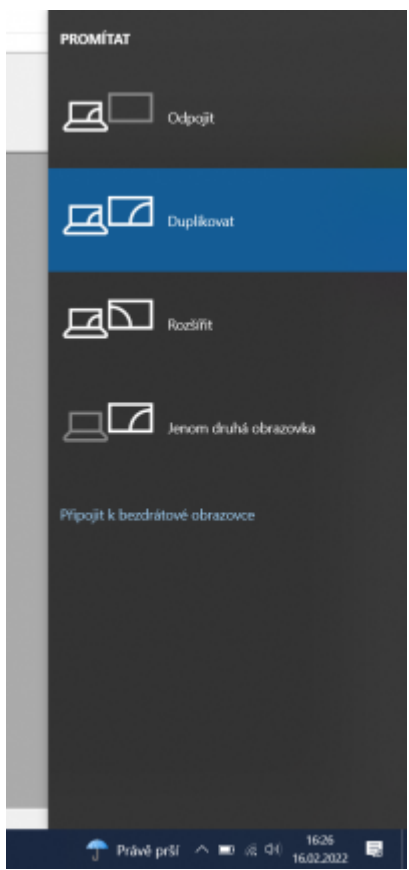 PROMÍTAT
Odpojit
Duplikovat
Rozšířit
Jenom druhá obrazovka
Připojit k bezdrátové obrazovce
Právě prší
16:26
16.02.2022